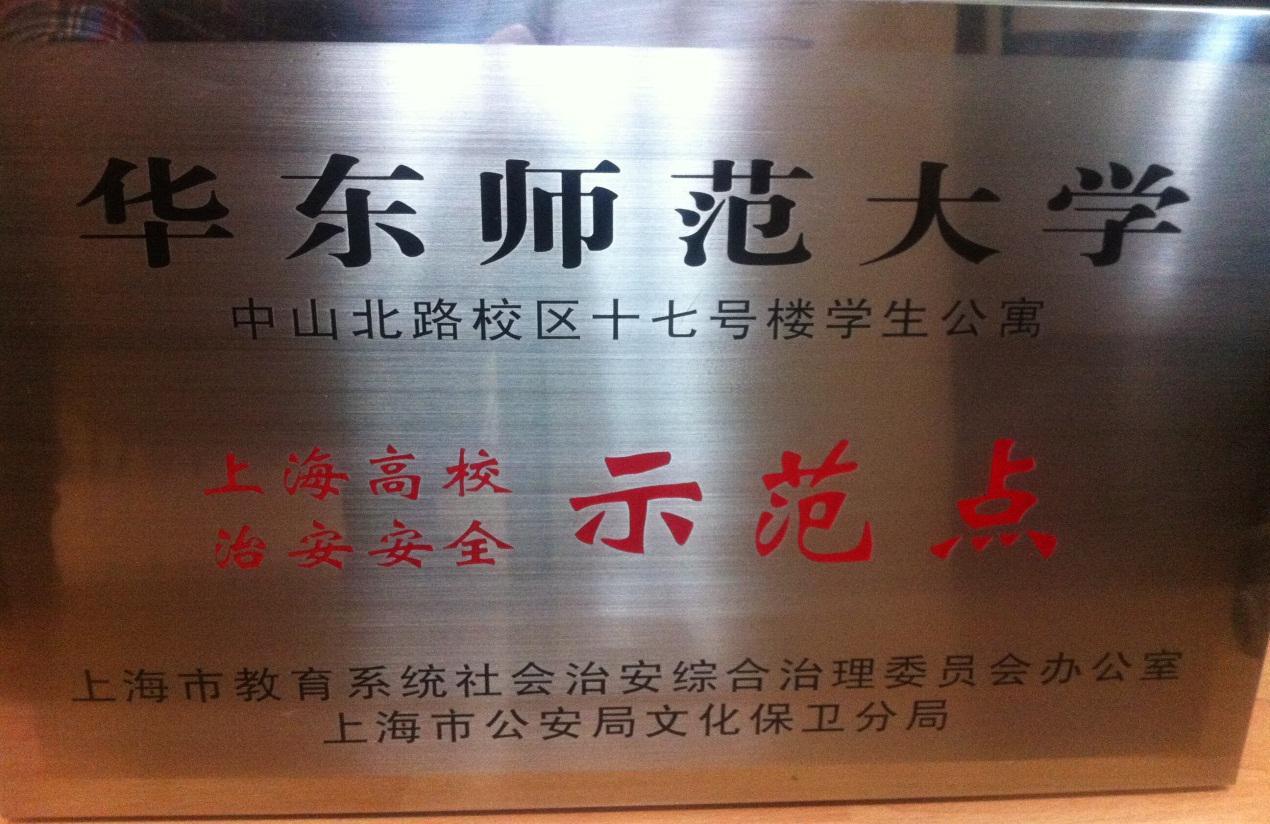 华东师范大学
中山北路校区十七号楼学生公寓
上海高校
治安安全
示范点
上海市教育系统社会治安综合治理委员会办公室
上海市公安局文化保卫分局